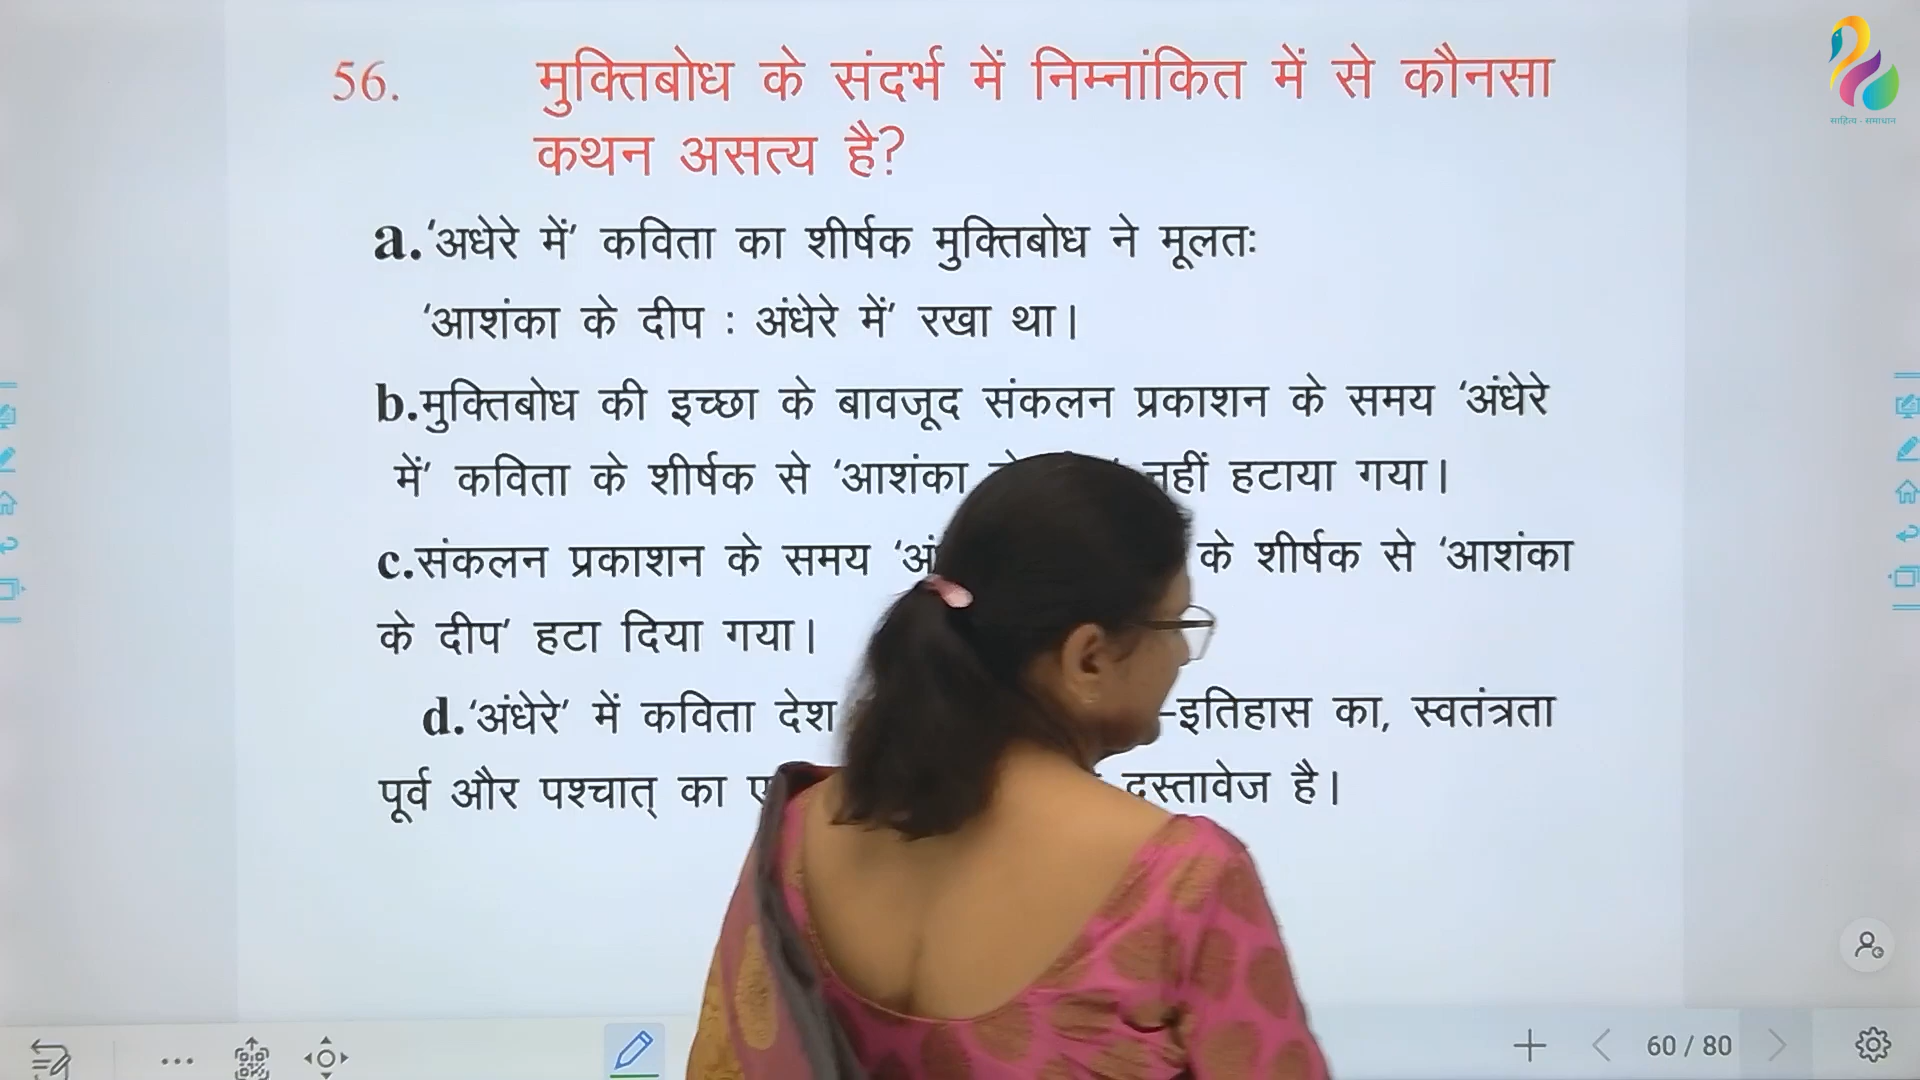 56. मुक्तिबोध के संदर्भ में निम्नांकित में से कौनसा
कथन असत्य है?
a.‘अधेरे में’ कविता का शीर्षक मुक्तिबोध ने मूलतः
‘आशंका के दीप : अंधेरे में’ रखा था।
b.मुक्तिबोध की इच्छा के बावजूद संकलन प्रकाशन के समय ‘अंधेरे
में’ कविता के शीर्षक से ‘आशंका नहीं हटाया गया।
c.संकलन प्रकाशन के समय के शीर्षक से ‘आशंका
के दीप’ हटा दिया गया।
d.‘अंधेरे’ में कविता देश –इतिहास का, स्वतंत्रता
पूर्व और पश्चात् का दस्तावेज है।
साहित्य - समाधान
60 / 80